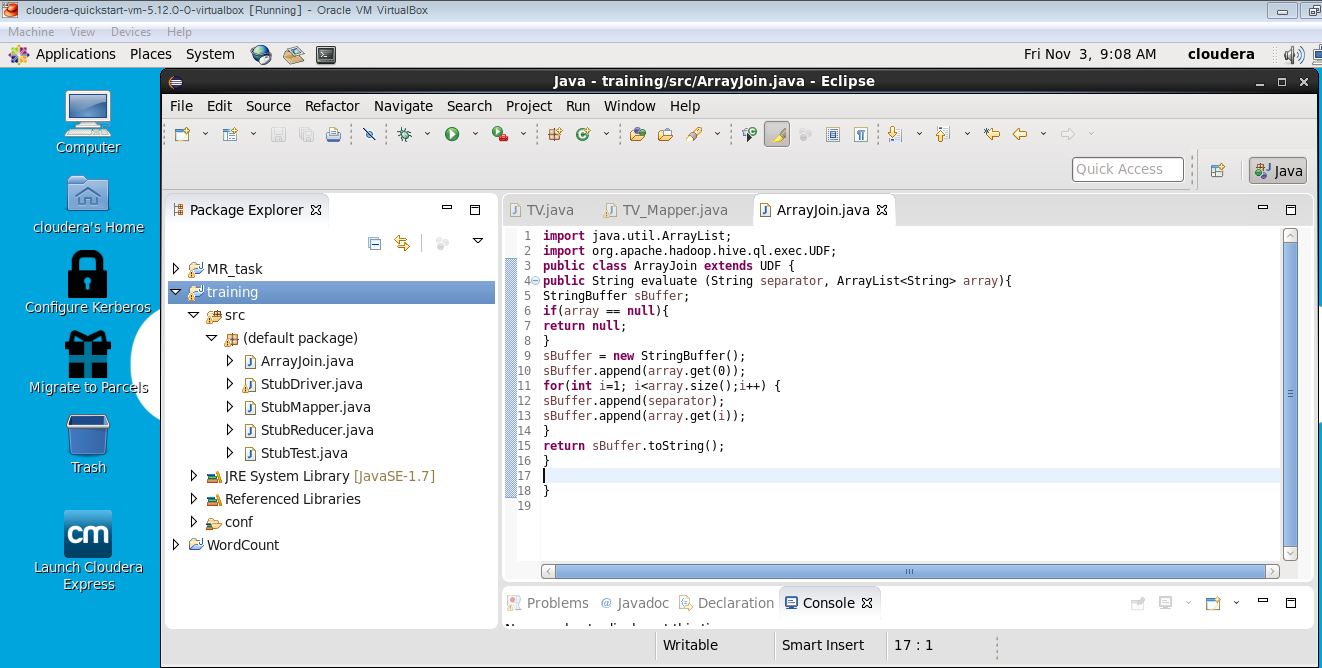 cloudera-quickstart-vm-5.12.0-0-virtualbox [Running] - Oracle VM VirtualBox
Machine View Devices Help
Applications Places System Fri Nov 3, 9:08 AM cloudera
Java - training/src/ArrayJoin.java - Eclipse
File Edit Source Refactor Navigate Search Project Run Window Help
Quick Access Java
Computer
cloudera's Home
Configure Kerberos
Migrate to Parcels
Trash
cm
Launch Cloudera
Express
Package Explorer
MR_task
training
src
(default package)
ArrayJoin.java
StubDriver.java
StubMapper.java
StubReducer.java
StubTest.java
JRE System Library [JavaSE-1.7]
Referenced Libraries
conf
WordCount
TV.java TV_Mapper.java ArrayJoin.java
1 import java.util.ArrayList;
2 import org.apache.hadoop.hive.ql.exec.UDF;
3 public class ArrayJoin extends UDF {
4 public String evaluate (String separator, ArrayList<String> array){
5 StringBuffer sBuffer;
6 if(array == null){
7 return null;
8 }
9 sBuffer = new StringBuffer();
10 sBuffer.append(array.get(0));
11 for(int i=1; i<array.size();i++) {
12 sBuffer.append(separator);
13 sBuffer.append(array.get(i));
14 }
15 return sBuffer.toString();
16 }
17
18 }
19
Problems @ Javadoc Declaration Console
Writable Smart Insert 17 : 1